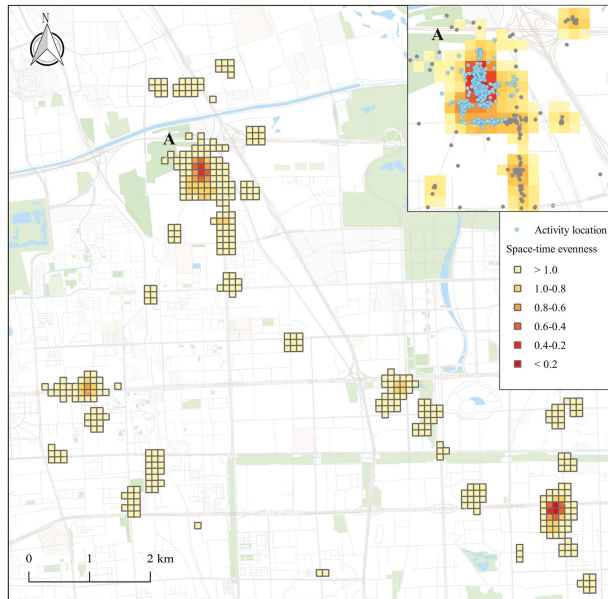 N
A
A
Activity location
Space-time evenness
> 1.0
1.0-0.8
0.8-0.6
0.6-0.4
0.4-0.2
< 0.2
0 1 2 km